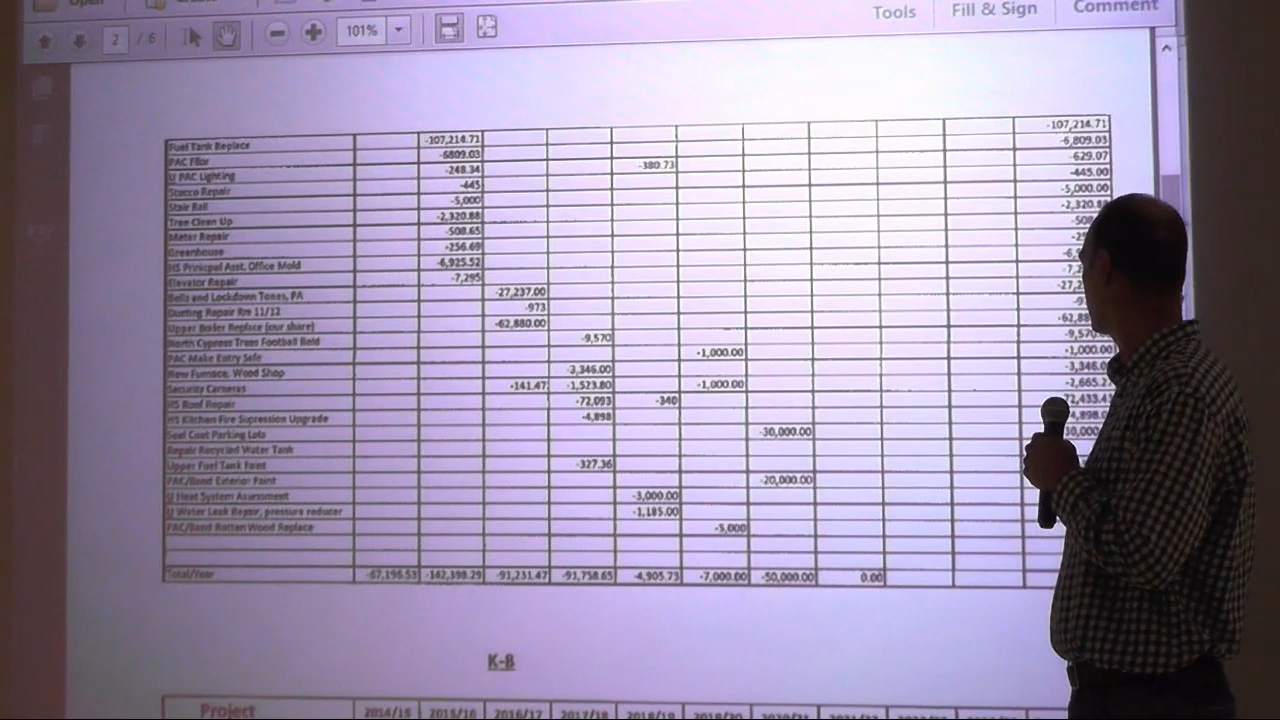 Open
Tools Fill & Sign Comment
2 / 6 101%
Fuel Tank Replace -107,214.71 -107,214.71
PAC Fllor -6809.03 -6,809.03
U PAC Lighting -248.34 -380.73 -629.07
Stucco Repair -445 -445.00
Stair Rail -5,000 -5,000.00
Tree Clean Up -2,320.88 -2,320.88
Meter Repair -508.65
Greenhouse -256.69
HS Principal Asst. Office Mold -6,925.52
Elevator Repair -7,295
Bells and Lockdown Tones, PA -27,237.00
Ducting Repair Rm 11/12 -973
Upper Boiler Replace (our share) -62,880.00
North Cypress Trees Football field -9,570
PAC Make Entry Safe -1,000.00 -1,000.00
New Furnace, Wood Shop -3,346.00
Security Cameras -141.47 -1,523.80 -1,000.00
HS Roof Repair -72,093 -340
HS Kitchen Fire Supression Upgrade -4,898
Seal Coat Parking Lots -30,000.00
Repair Recycled Water Tank
Upper Fuel Tank Paint -327.36
PAC/Band Exterior Paint -20,000.00
U Heat System Assessment -3,000.00
U Water Leak Repair, pressure reducer -1,185.00
PAC/Band Rotten Wood Replace -5,000
Total/Year -67,196.53 -142,398.29 -91,231.47 -91,758.65 -4,905.73 -7,000.00 -50,000.00 0.00
K-8
Project 2014/15 2015/16 2016/17 2017/18 2018/19 2019/20 2020/21